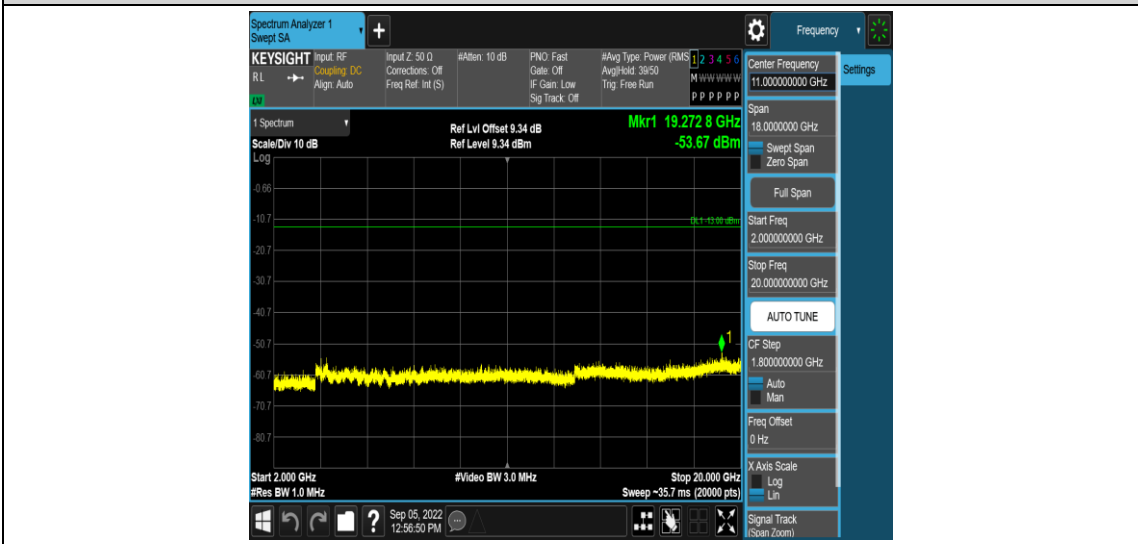 Spectrum Analyzer 1
Swept SA
+
Frequency
KEYSIGHT
RL
LXI
Input: RF
Coupling: DC
Align: Auto
Input Z: 50 Ω
Corrections: Off
Freq Ref: Int (S)
#Atten: 10 dB
PNO: Fast
Gate: Off
IF Gain: Low
Sig Track: Off
#Avg Type: Power (RMS
Avg|Hold: 39/50
Trig: Free Run
1 2 3 4 5 6
M W W W W W
P P P P P P
1 Spectrum
Scale/Div 10 dB
Log
Ref Lvl Offset 9.34 dB
Ref Level 9.34 dBm
Mkr1 19.272 8 GHz
-53.67 dBm
-0.66
-10.7
DL1 -13.00 dBm
-20.7
-30.7
-40.7
-50.7
1
-60.7
-70.7
-80.7
Start 2.000 GHz
#Res BW 1.0 MHz
#Video BW 3.0 MHz
Stop 20.000 GHz
Sweep ~35.7 ms (20000 pts)
Sep 05, 2022
12:56:50 PM
?
Center Frequency
11.000000000 GHz
Settings
Span
18.0000000 GHz
Swept Span
Zero Span
Full Span
Start Freq
2.000000000 GHz
Stop Freq
20.000000000 GHz
AUTO TUNE
CF Step
1.800000000 GHz
Auto
Man
Freq Offset
0 Hz
X Axis Scale
Log
Lin
Signal Track
(Span Zoom)